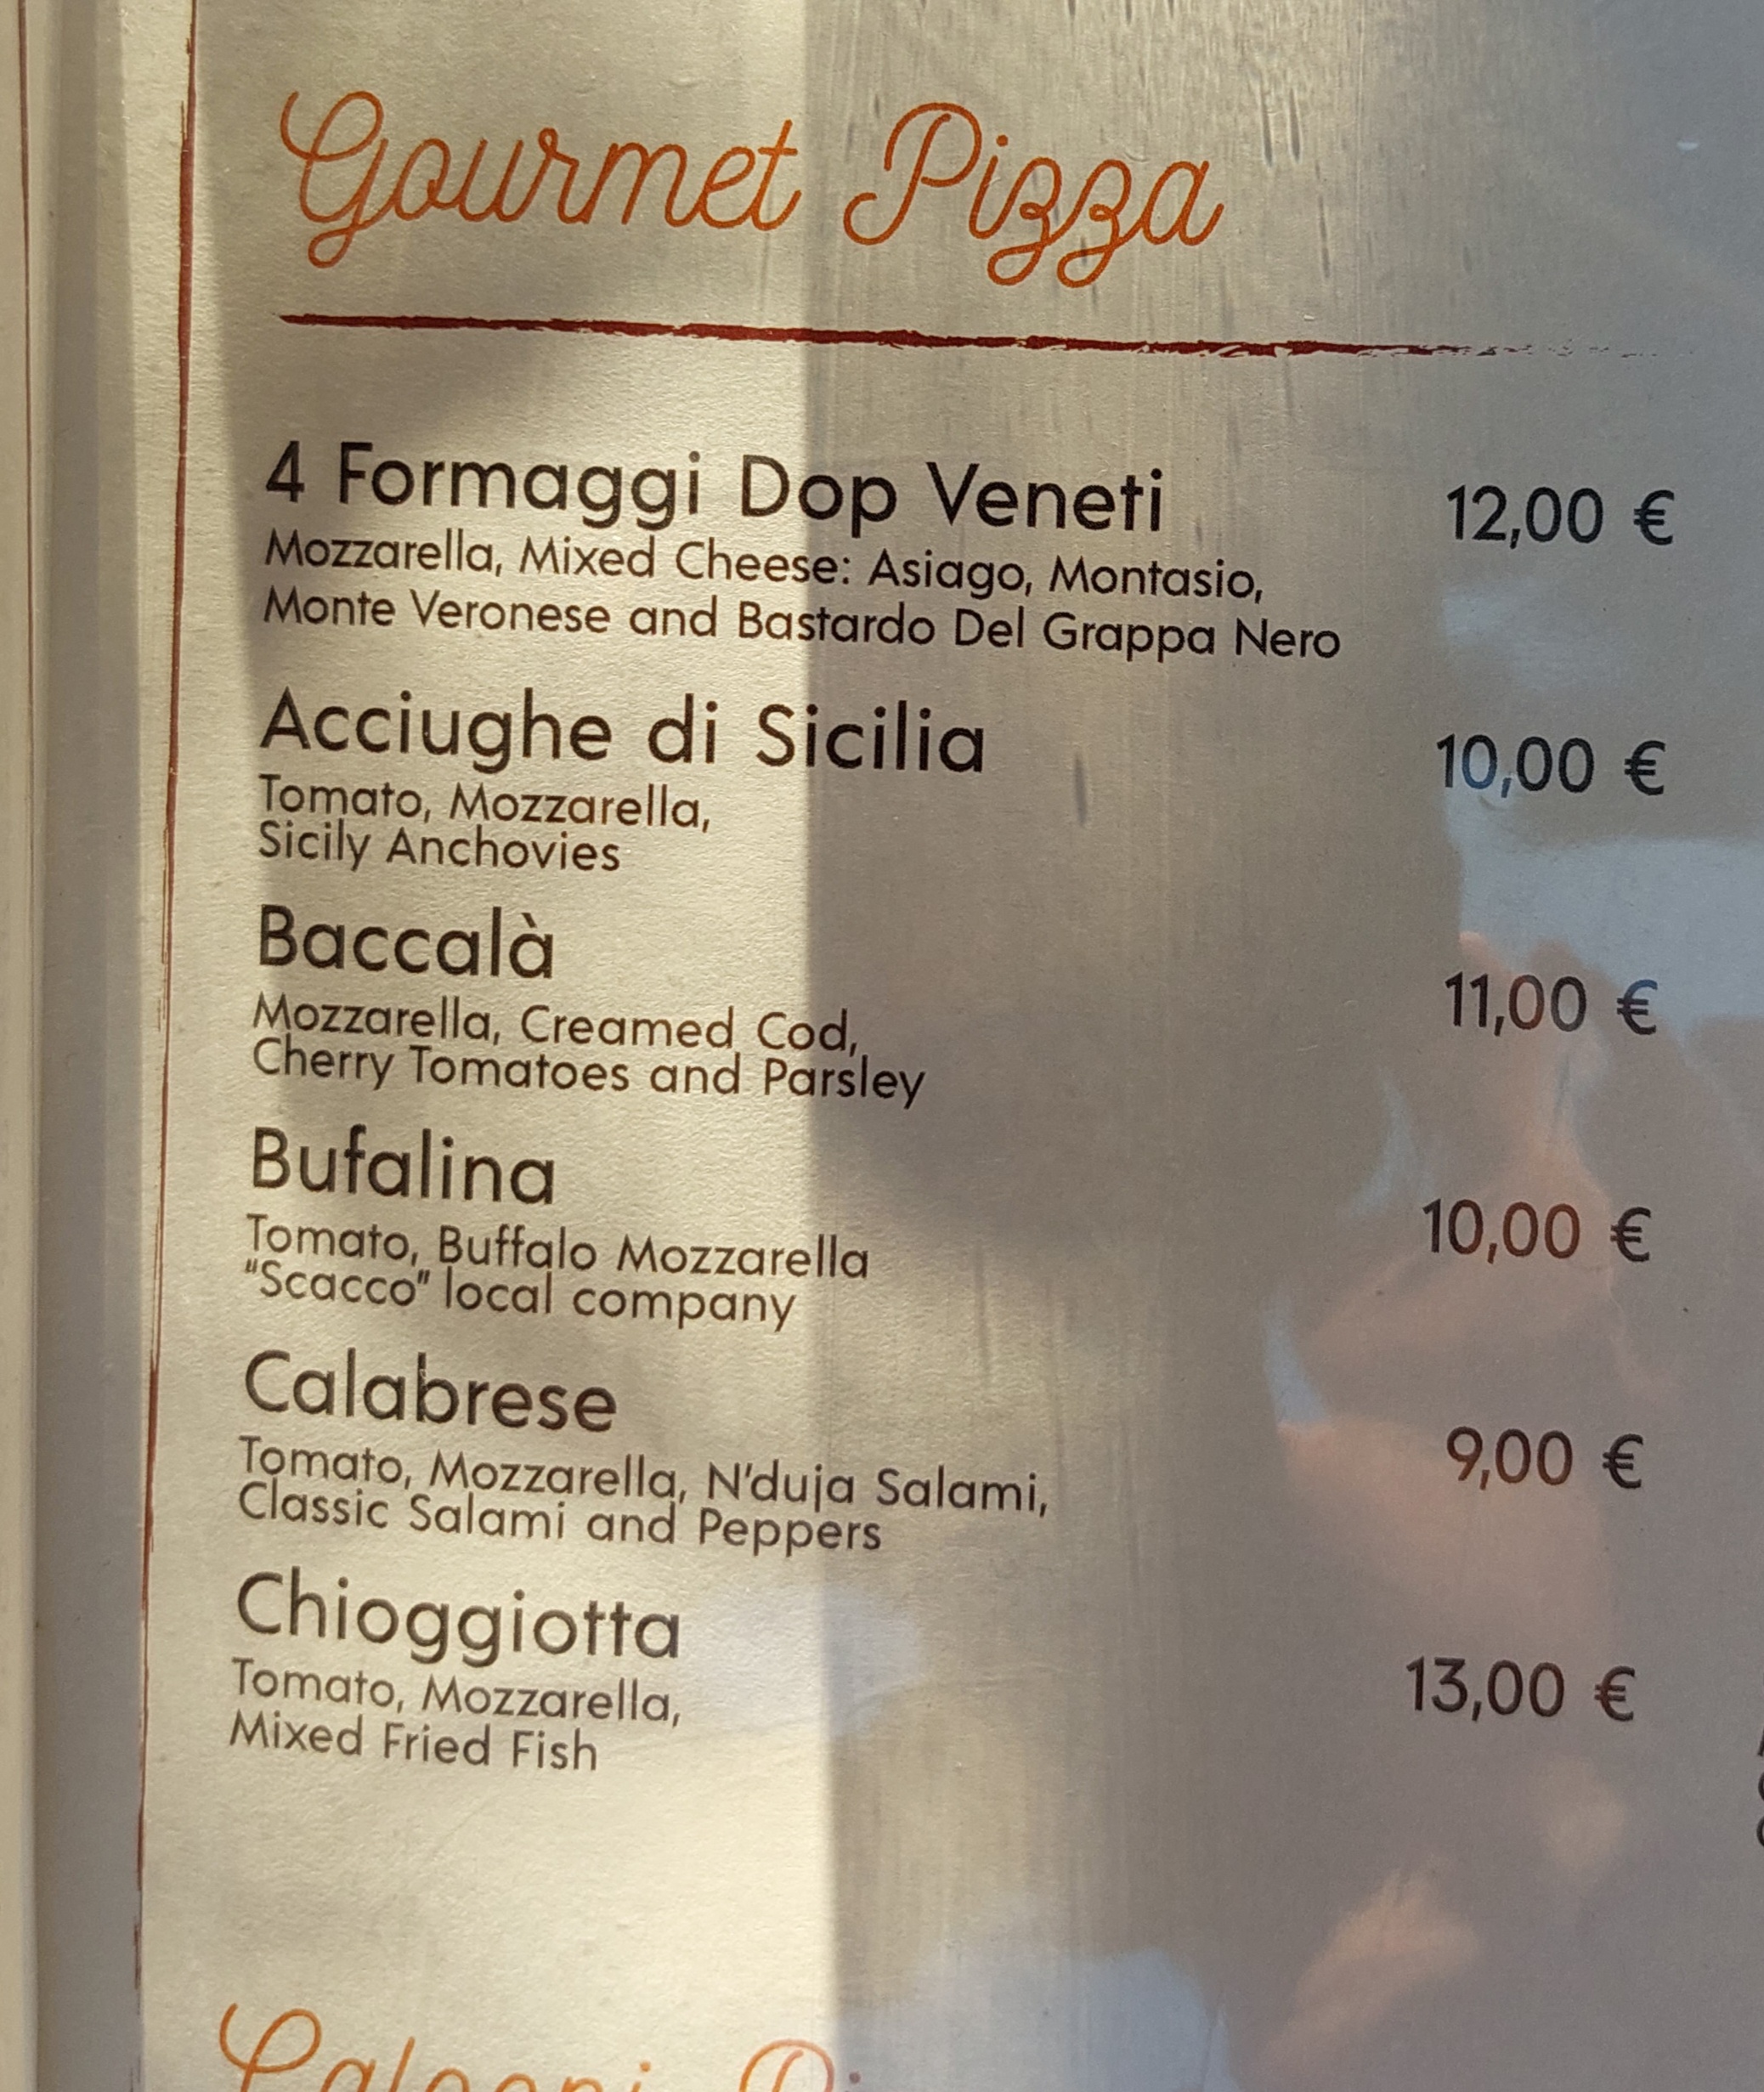 Gourmet Pizza
4 Formaggi Dop Veneti 12,00 €
Mozzarella, Mixed Cheese: Asiago, Montasio,
Monte Veronese and Bastardo Del Grappa Nero
Acciughe di Sicilia 10,00 €
Tomato, Mozzarella,
Sicily Anchovies
Baccalà 11,00 €
Mozzarella, Creamed Cod,
Cherry Tomatoes and Parsley
Bufalina 10,00 €
Tomato, Buffalo Mozzarella
"Scacco" local company
Calabrese 9,00 €
Tomato, Mozzarella, N'duja Salami,
Classic Salami and Peppers
Chioggiotta 13,00 €
Tomato, Mozzarella,
Mixed Fried Fish